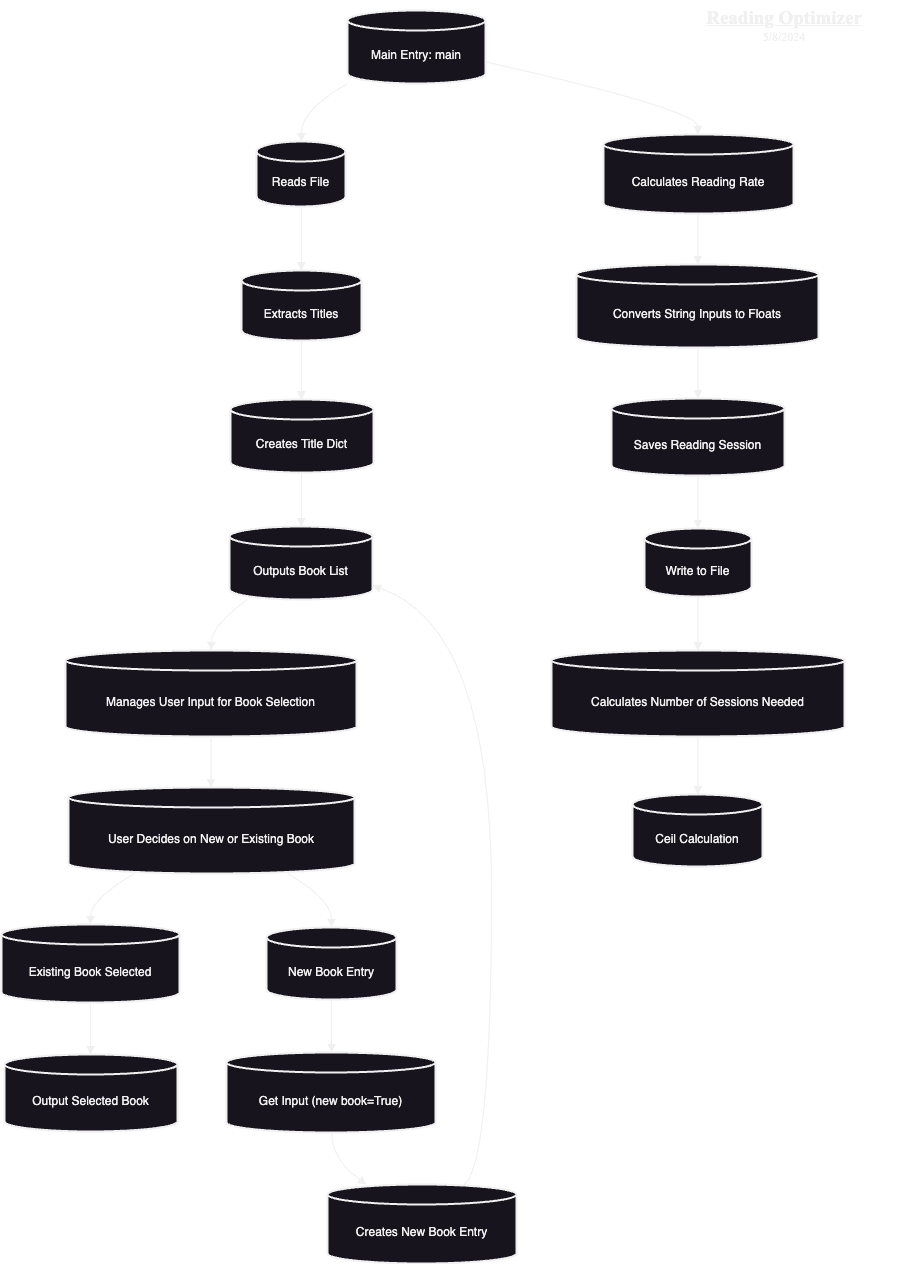 Reading Optimizer
5/8/2024
Main Entry: main
Reads File
Calculates Reading Rate
Extracts Titles
Converts String Inputs to Floats
Creates Title Dict
Saves Reading Session
Outputs Book List
Write to File
Manages User Input for Book Selection
Calculates Number of Sessions Needed
User Decides on New or Existing Book
Ceil Calculation
Existing Book Selected
New Book Entry
Output Selected Book
Get Input (new book=True)
Creates New Book Entry